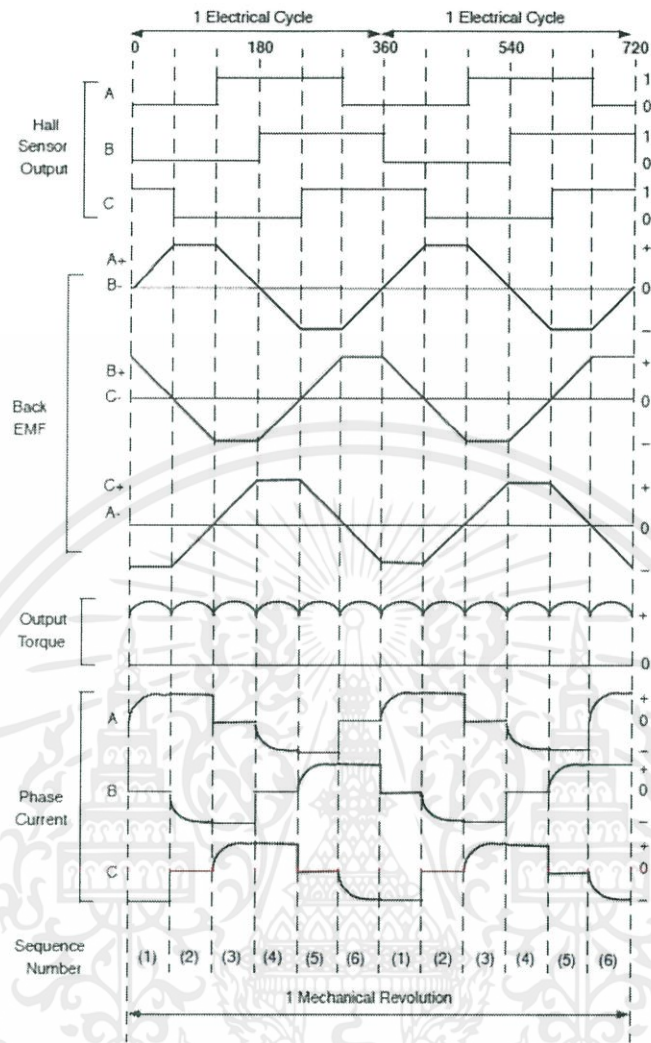 1 Electrical Cycle 1 Electrical Cycle
0 180 360 540 720
Hall
Sensor
Output
A
1
0
B
1
0
C
1
0
Back
EMF
A+
B-
+
0
−
B+
C-
+
0
−
C+
A-
+
0
−
Output
Torque
+
0
Phase
Current
A
+
0
−
B
+
0
−
C
+
0
−
Sequence
Number
(1) (2) (3) (4) (5) (6) (1) (2) (3) (4) (5) (6)
1 Mechanical Revolution